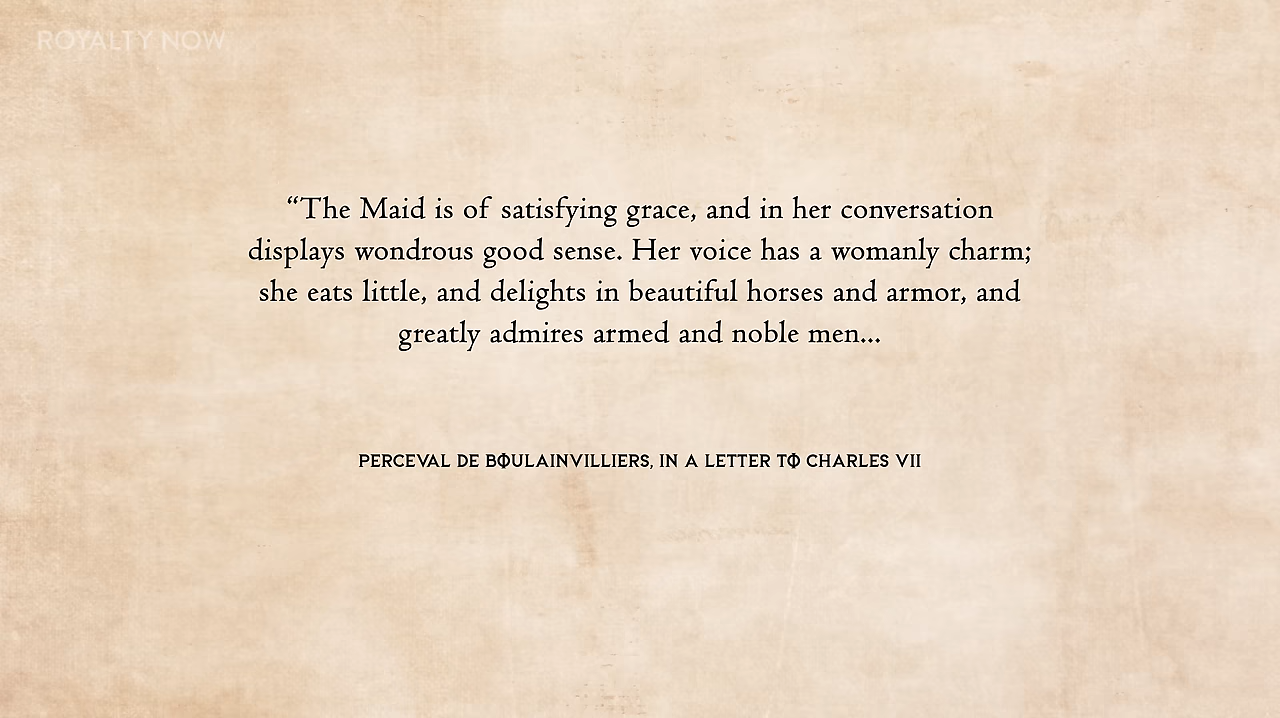 ROYALTY NOW
“The Maid is of satisfying grace, and in her conversation
displays wondrous good sense. Her voice has a womanly charm;
she eats little, and delights in beautiful horses and armor, and
greatly admires armed and noble men...
PERCEVAL DE BOULAINVILLIERS, IN A LETTER TO CHARLES VII